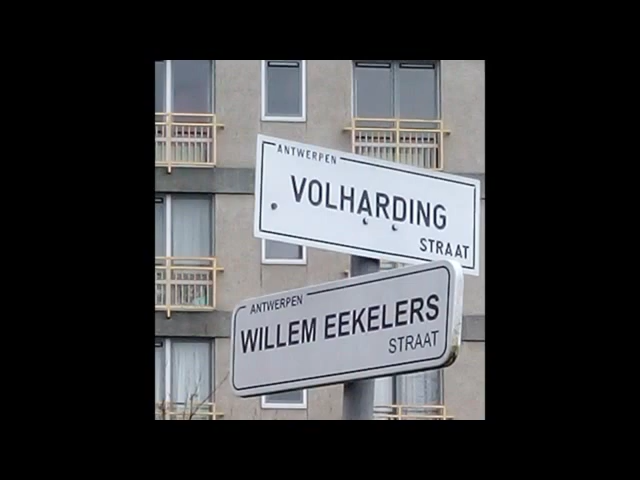 ANTWERPEN
VOLHARDING
STRAAT
ANTWERPEN
WILLEM EEKELERS
STRAAT